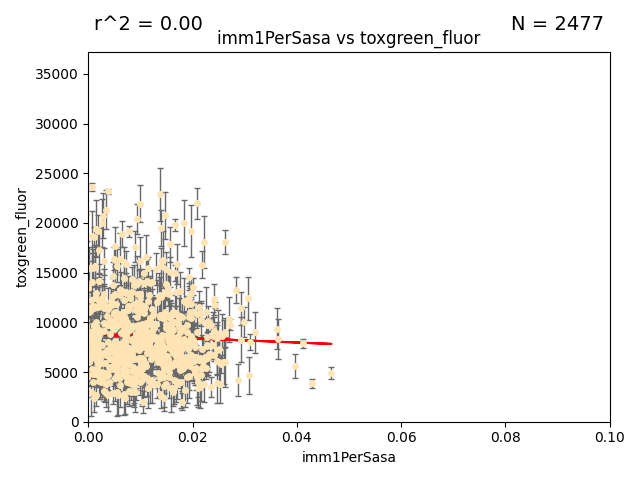 r^2 = 0.00
N = 2477
imm1PerSasa vs toxgreen_fluor
35000
30000
25000
20000
15000
10000
5000
0
toxgreen_fluor
0.00
0.02
0.04
0.06
0.08
0.10
imm1PerSasa